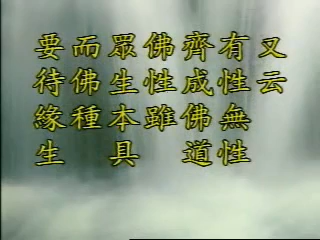 又云
有性無性
齊成佛道
佛性雖
眾生本具
而佛種
要待緣生